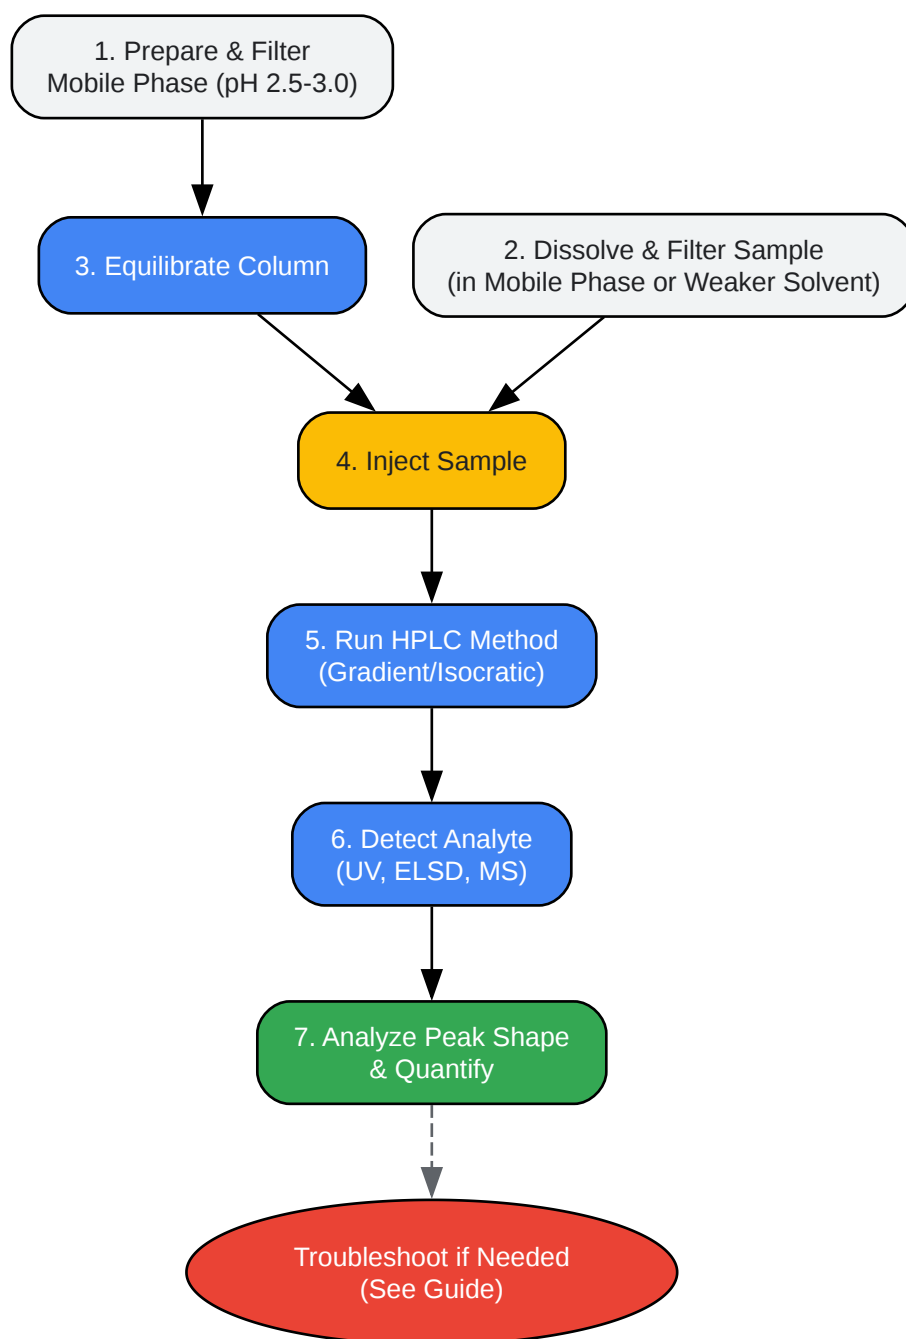 1. Prepare & Filter
Mobile Phase (pH 2.5-3.0)
3. Equilibrate Column
2. Dissolve & Filter Sample
(in Mobile Phase or Weaker Solvent)
4. Inject Sample
5. Run HPLC Method
(Gradient/Isocratic)
6. Detect Analyte
(UV, ELSD, MS)
7. Analyze Peak Shape
& Quantify
Troubleshoot if Needed
(See Guide)